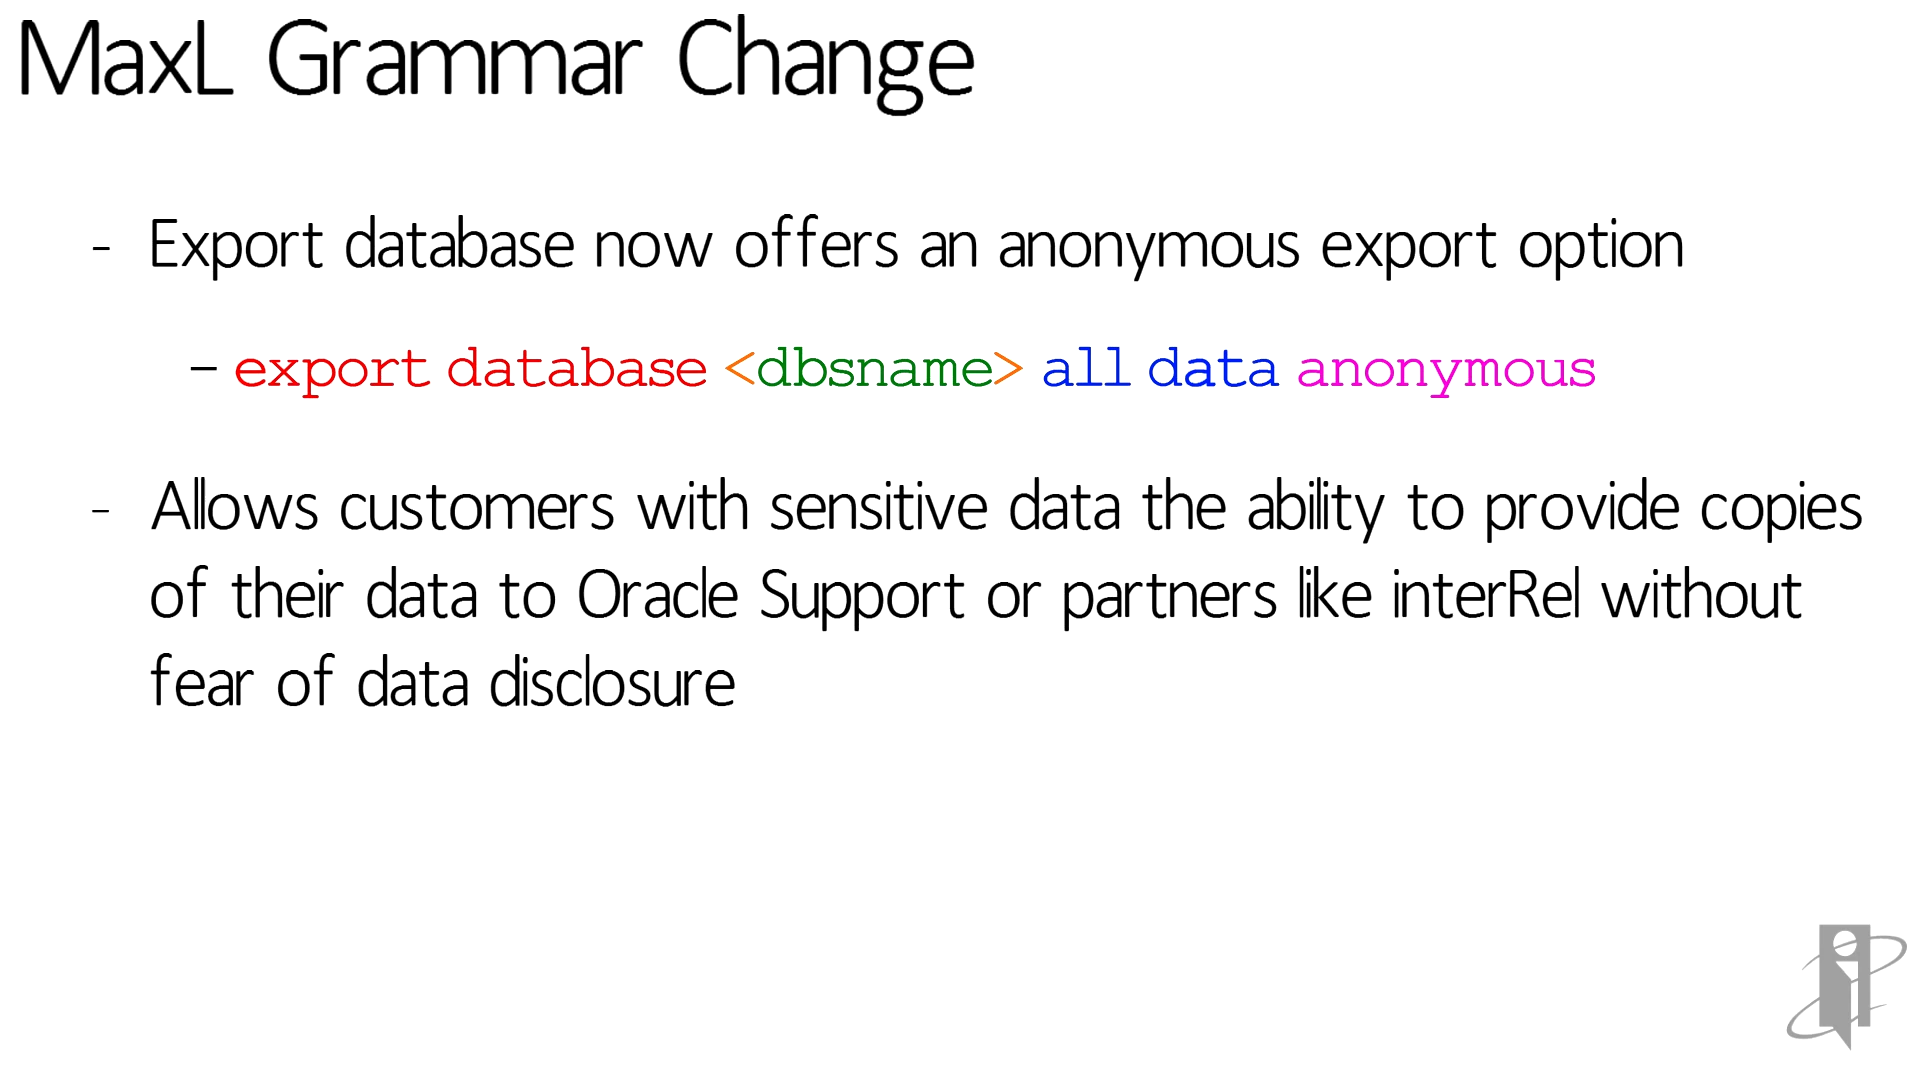 MaxL Grammar Change
- Export database now offers an anonymous export option
– export database <dbsname> all data anonymous
- Allows customers with sensitive data the ability to provide copies
of their data to Oracle Support or partners like interRel without
fear of data disclosure